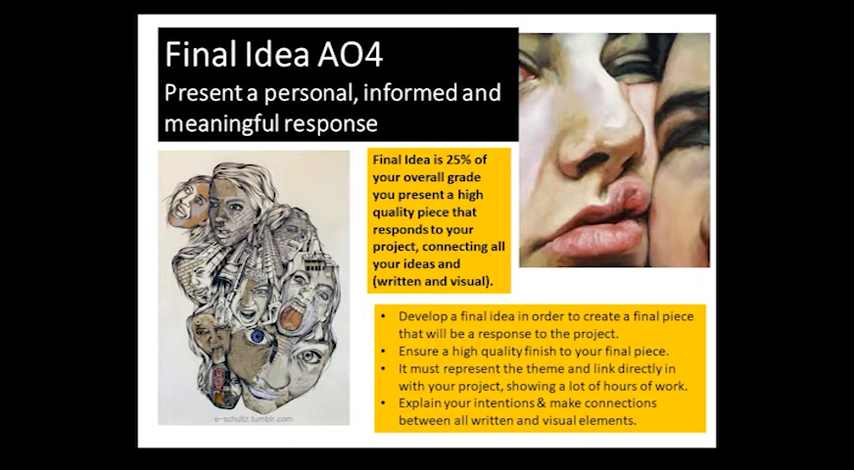 Final Idea AO4
Present a personal, informed and
meaningful response
Final Idea is 25% of
your overall grade
you present a high
quality piece that
responds to your
project, connecting all
your ideas and
(written and visual).
• Develop a final idea in order to create a final piece
that will be a response to the project.
• Ensure a high quality finish to your final piece.
• It must represent the theme and link directly in
with your project, showing a lot of hours of work.
• Explain your intentions & make connections
between all written and visual elements.
e-schultz.tumblr.com